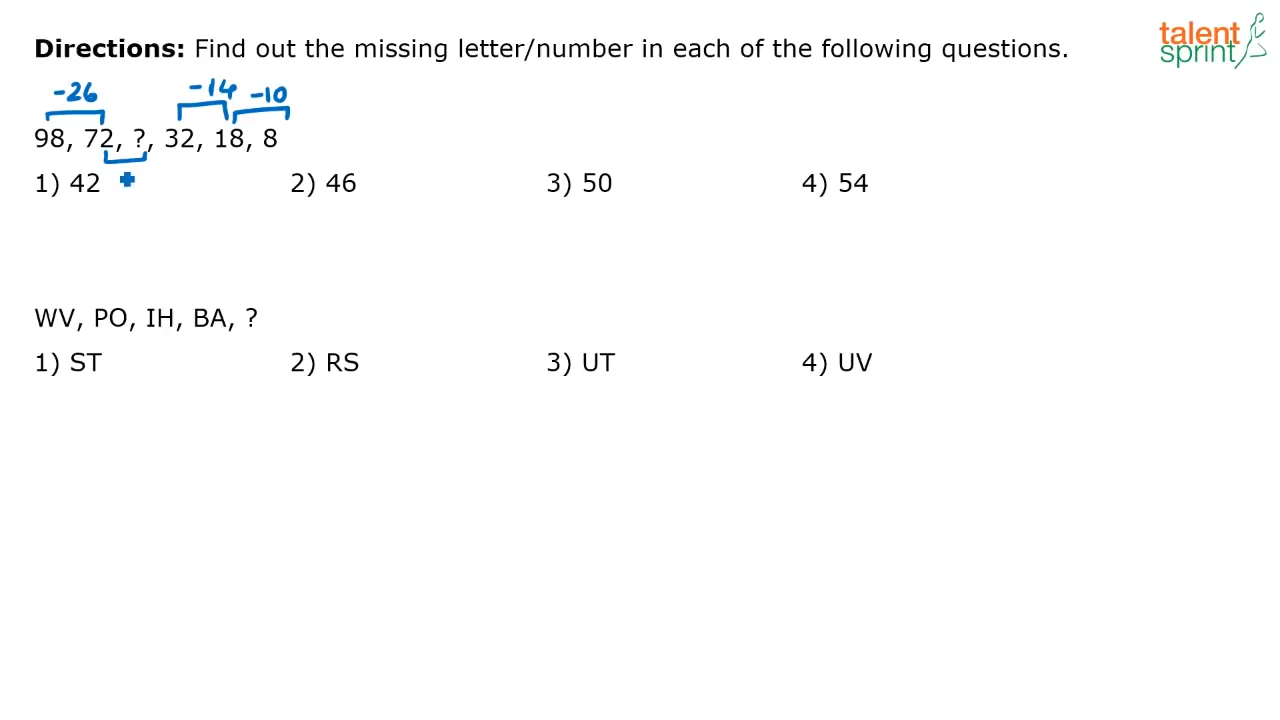 talent
sprint
Directions: Find out the missing letter/number in each of the following questions.
-26 -14 -10
98, 72, ?, 32, 18, 8
1) 42 2) 46 3) 50 4) 54
WV, PO, IH, BA, ?
1) ST 2) RS 3) UT 4) UV